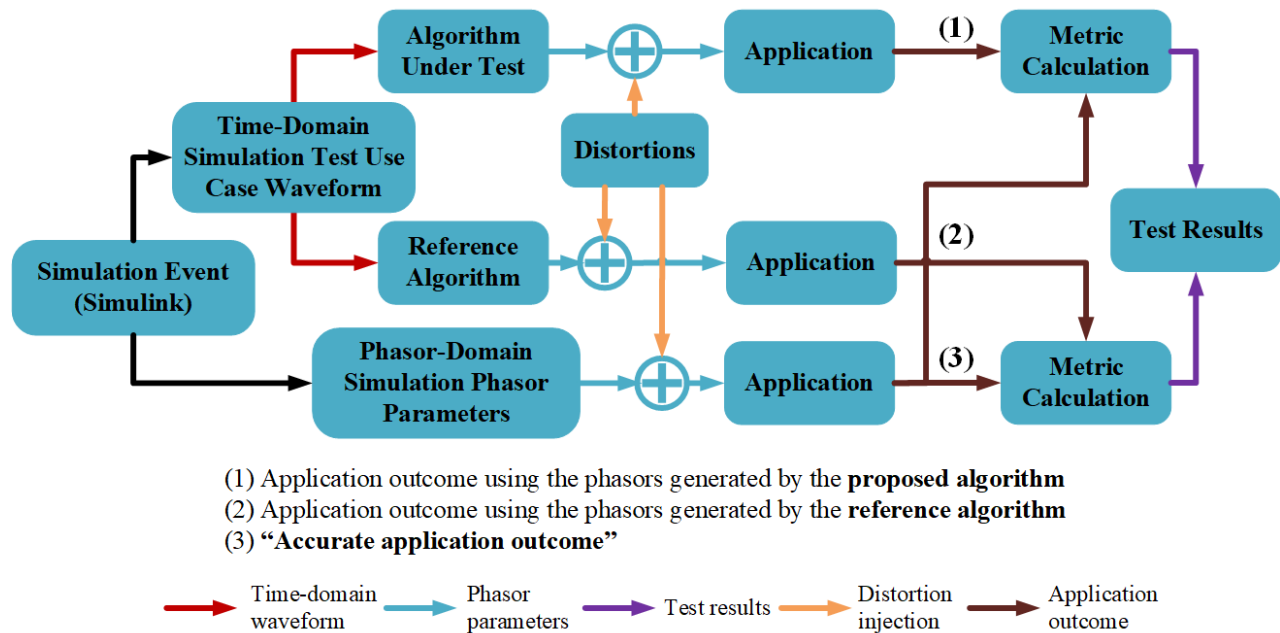 Algorithm
Under Test
Application
(1)
Metric
Calculation
Time-Domain
Simulation Test Use
Case Waveform
Distortions
Test Results
Simulation Event
(Simulink)
Reference
Algorithm
Application
(2)
Phasor-Domain
Simulation Phasor
Parameters
Application
(3)
Metric
Calculation
(1) Application outcome using the phasors generated by the proposed algorithm
(2) Application outcome using the phasors generated by the reference algorithm
(3) “Accurate application outcome”
Time-domain
waveform
Phasor
parameters
Test results
Distortion
injection
Application
outcome